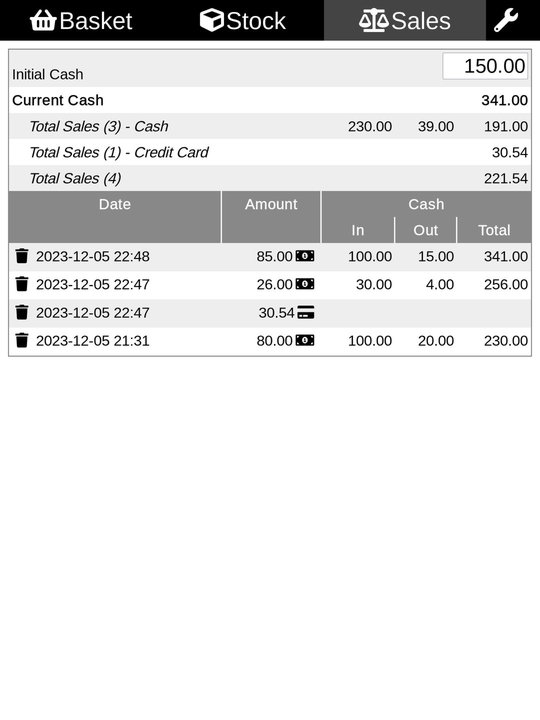 Basket Stock Sales
Initial Cash 150.00
Current Cash 341.00
Total Sales (3) - Cash 230.00 39.00 191.00
Total Sales (1) - Credit Card 30.54
Total Sales (4) 221.54
Date Amount Cash
In Out Total
2023-12-05 22:48 85.00 100.00 15.00 341.00
2023-12-05 22:47 26.00 30.00 4.00 256.00
2023-12-05 22:47 30.54
2023-12-05 21:31 80.00 100.00 20.00 230.00